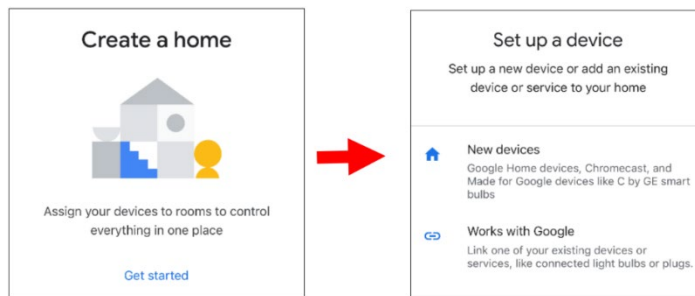 Create a home
Assign your devices to rooms to control
everything in one place
Get started
Set up a device
Set up a new device or add an existing
device or service to your home
New devices
Google Home devices, Chromecast, and
Made for Google devices like C by GE smart
bulbs
Works with Google
Link one of your existing devices or
services, like connected light bulbs or plugs.